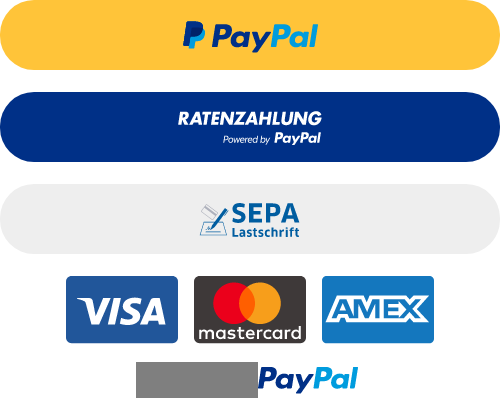 PayPal
RATENZAHLUNG
Powered by PayPal
SEPA
Lastschrift
VISA
mastercard
AMEX
PayPal